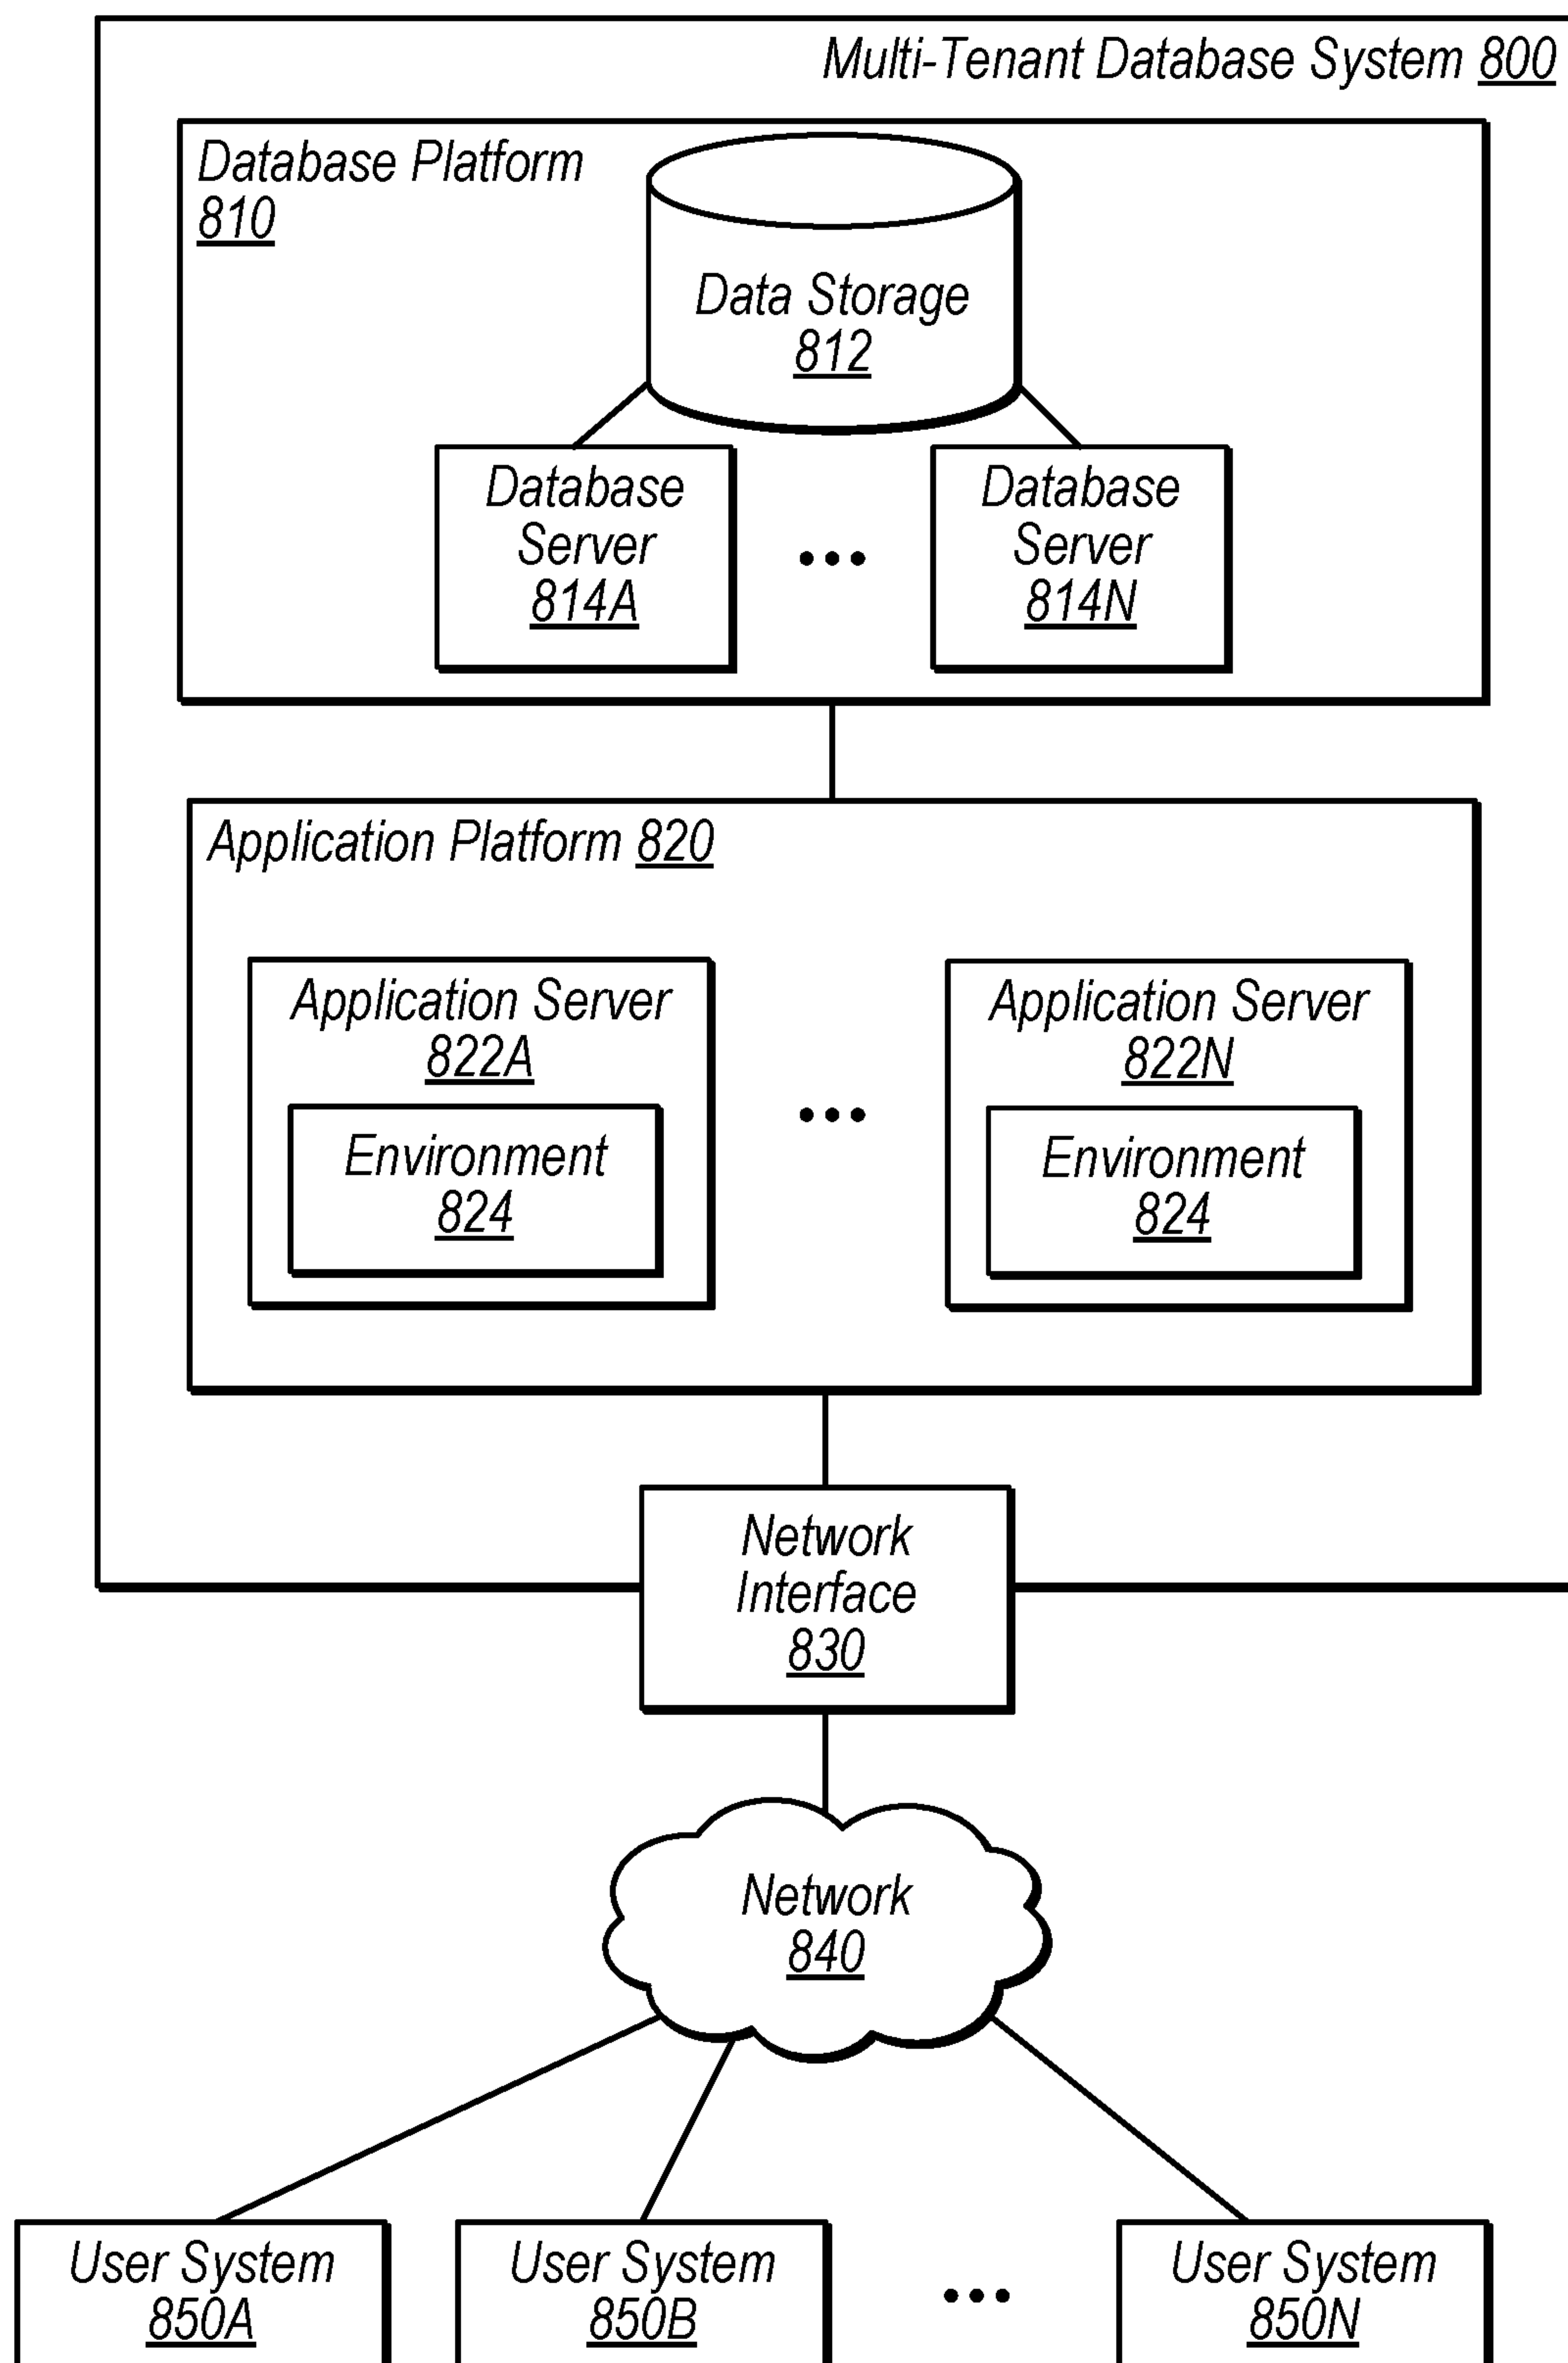 Multi-Tenant Database System 800
Database Platform
810
Data Storage
812
Database
Server
814A
...
Database
Server
814N
Application Platform 820
Application Server
822A
Environment
824
...
Application Server
822N
Environment
824
Network
Interface
830
Network
840
User System
850A
User System
850B
...
User System
850N